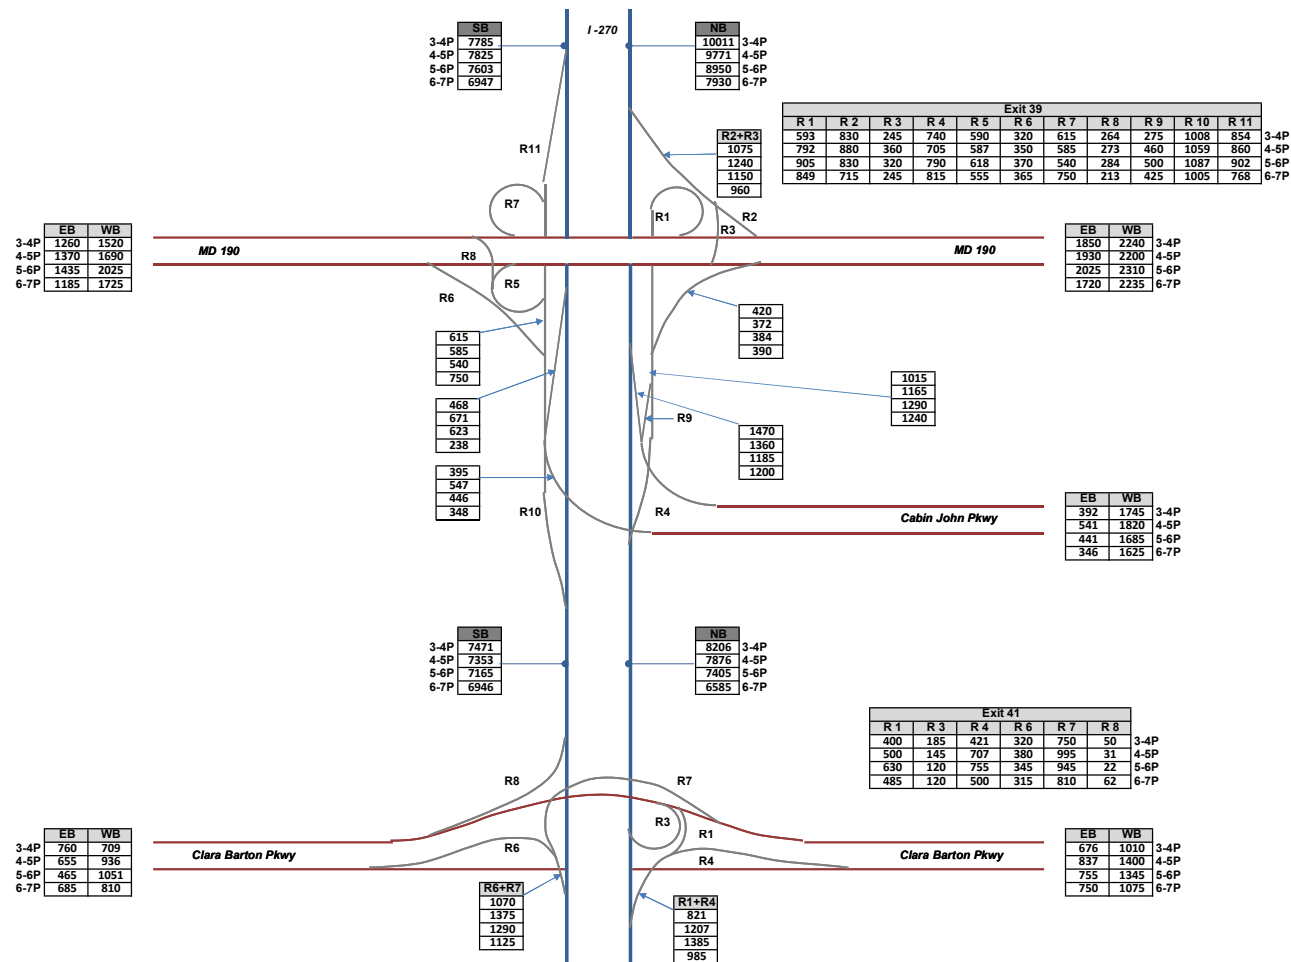 SB
3-4P 7785
4-5P 7825
5-6P 7603
6-7P 6947
I -270
NB
10011 3-4P
9771 4-5P
8950 5-6P
7930 6-7P
Exit 39
R 1 R 2 R 3 R 4 R 5 R 6 R 7 R 8 R 9 R 10 R 11
593 830 245 740 590 320 615 264 275 1008 854 3-4P
792 880 360 705 587 350 585 273 460 1059 860 4-5P
905 830 320 790 618 370 540 284 500 1087 902 5-6P
849 715 245 815 555 365 750 213 425 1005 768 6-7P
R2+R3
1075
1240
1150
960
R11
R7
R1
R2
R3
EB WB
3-4P 1260 1520
4-5P 1370 1690
5-6P 1435 2025
6-7P 1185 1725
MD 190
MD 190
EB WB
1850 2240 3-4P
1930 2200 4-5P
2025 2310 5-6P
1720 2235 6-7P
R8
R5
R6
615
585
540
750
420
372
384
390
468
671
623
238
1015
1165
1290
1240
R9
1470
1360
1185
1200
395
547
446
348
R10
R4
Cabin John Pkwy
EB WB
392 1745 3-4P
541 1820 4-5P
441 1685 5-6P
346 1625 6-7P
SB
3-4P 7471
4-5P 7353
5-6P 7165
6-7P 6946
NB
8206 3-4P
7876 4-5P
7405 5-6P
6585 6-7P
Exit 41
R 1 R 3 R 4 R 6 R 7 R 8
400 185 421 320 750 50 3-4P
500 145 707 380 995 31 4-5P
630 120 755 345 945 22 5-6P
485 120 500 315 810 62 6-7P
R8
R7
R3
R1
R6
R4
EB WB
3-4P 760 709
4-5P 655 936
5-6P 465 1051
6-7P 685 810
Clara Barton Pkwy
Clara Barton Pkwy
EB WB
676 1010 3-4P
837 1400 4-5P
755 1345 5-6P
750 1075 6-7P
R6+R7
1070
1375
1290
1125
R1+R4
821
1207
1385
985